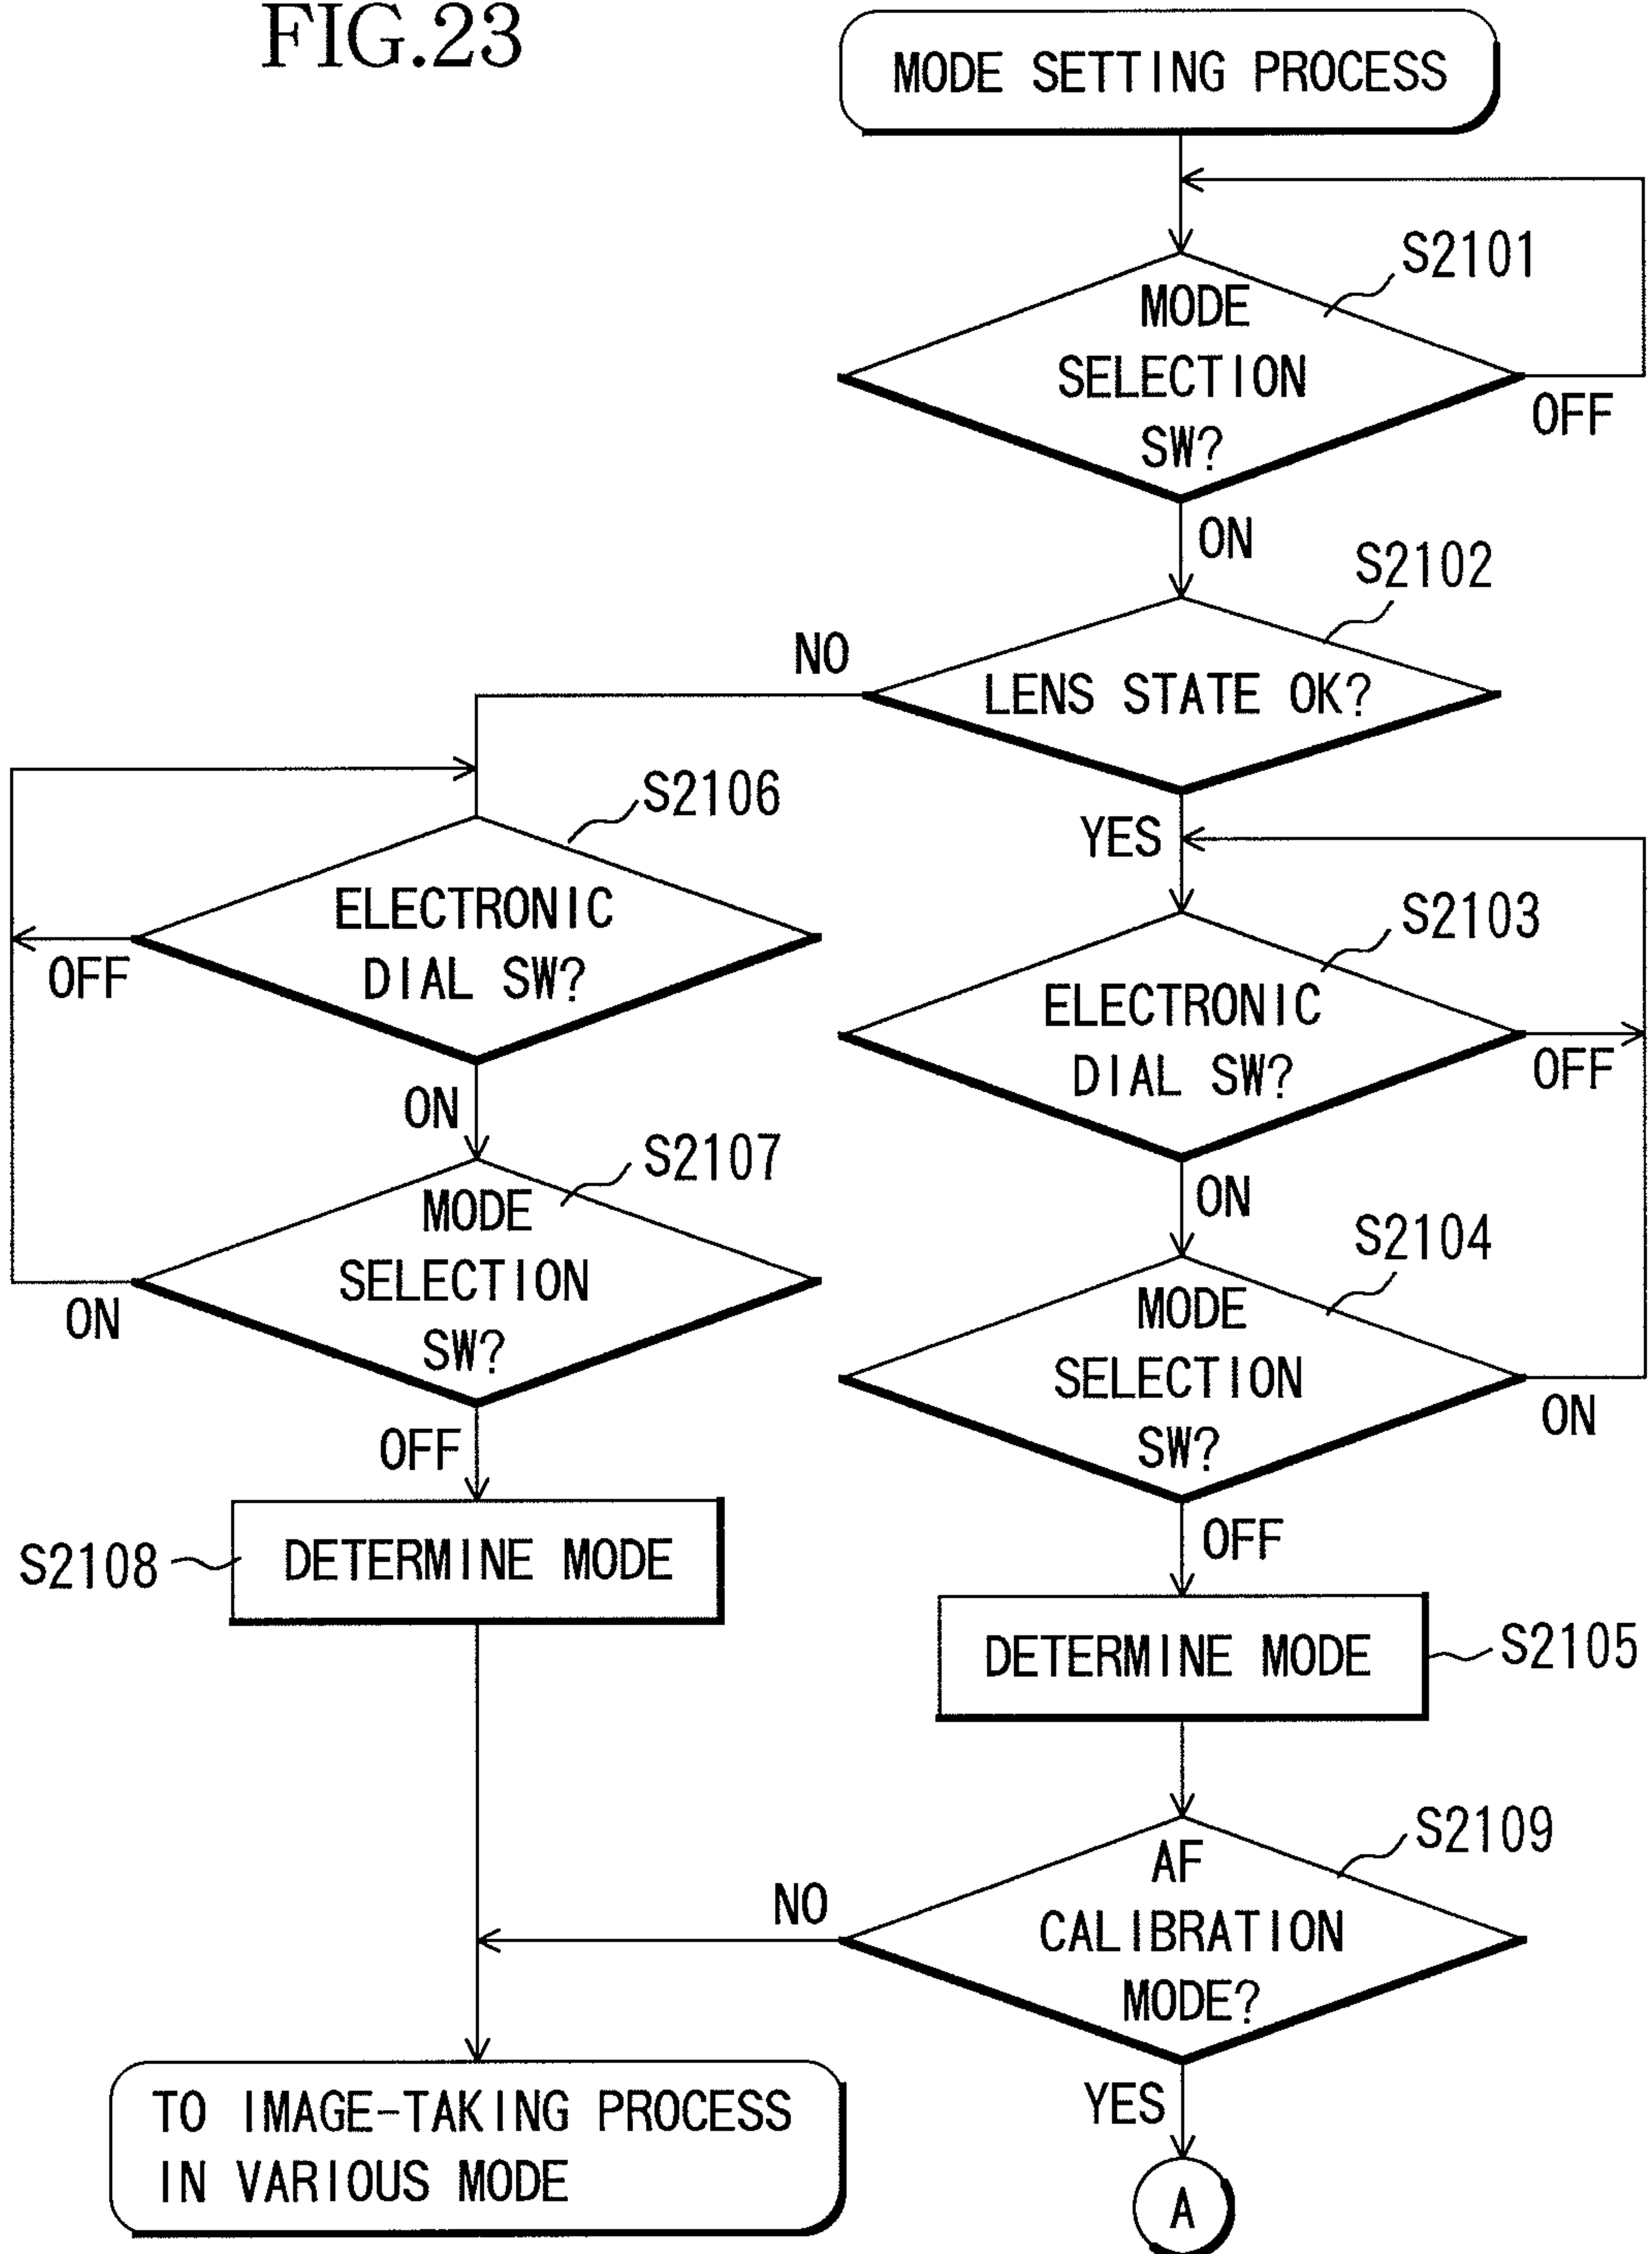 FIG.23
MODE SETTING PROCESS
S2101
MODE
SELECTION
SW?
OFF
ON
S2102
NO
LENS STATE OK?
YES
S2106
ELECTRONIC
DIAL SW?
OFF
ON
S2103
ELECTRONIC
DIAL SW?
OFF
ON
S2107
MODE
SELECTION
SW?
ON
OFF
S2104
MODE
SELECTION
SW?
ON
OFF
S2108
DETERMINE MODE
DETERMINE MODE
S2105
S2109
AF
CALIBRATION
MODE?
NO
YES
TO IMAGE-TAKING PROCESS
IN VARIOUS MODE
A